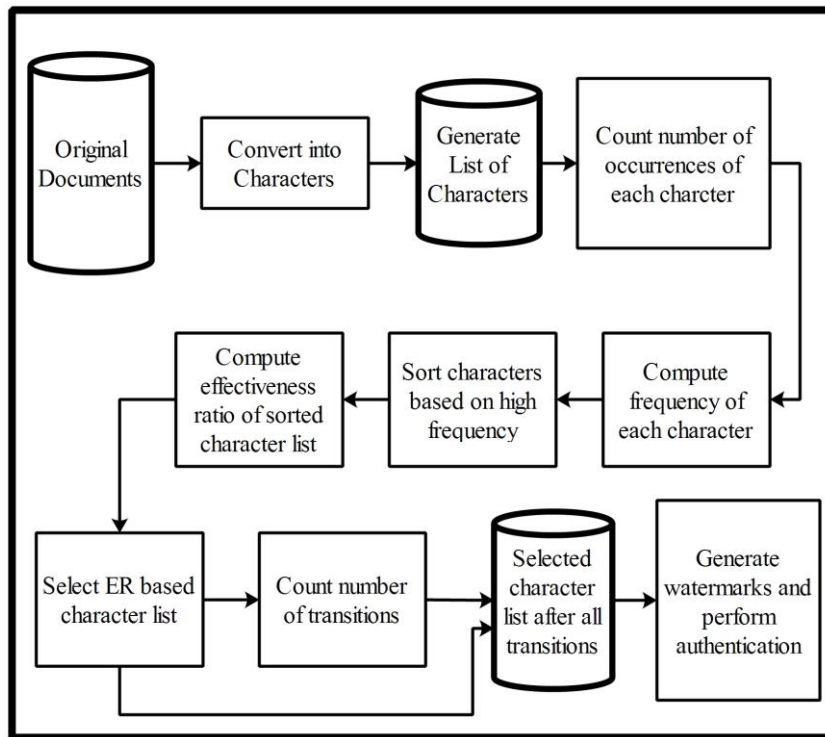 Original
Documents
Convert into
Characters
Generate
List of
Characters
Count number of
occurrences of
each charcter
Compute
effectiveness
ratio of sorted
character list
Sort characters
based on high
frequency
Compute
frequency of
each character
Select ER based
character list
Count number
of transitions
Selected
character
list after all
transitions
Generate
watermarks and
perform
authentication